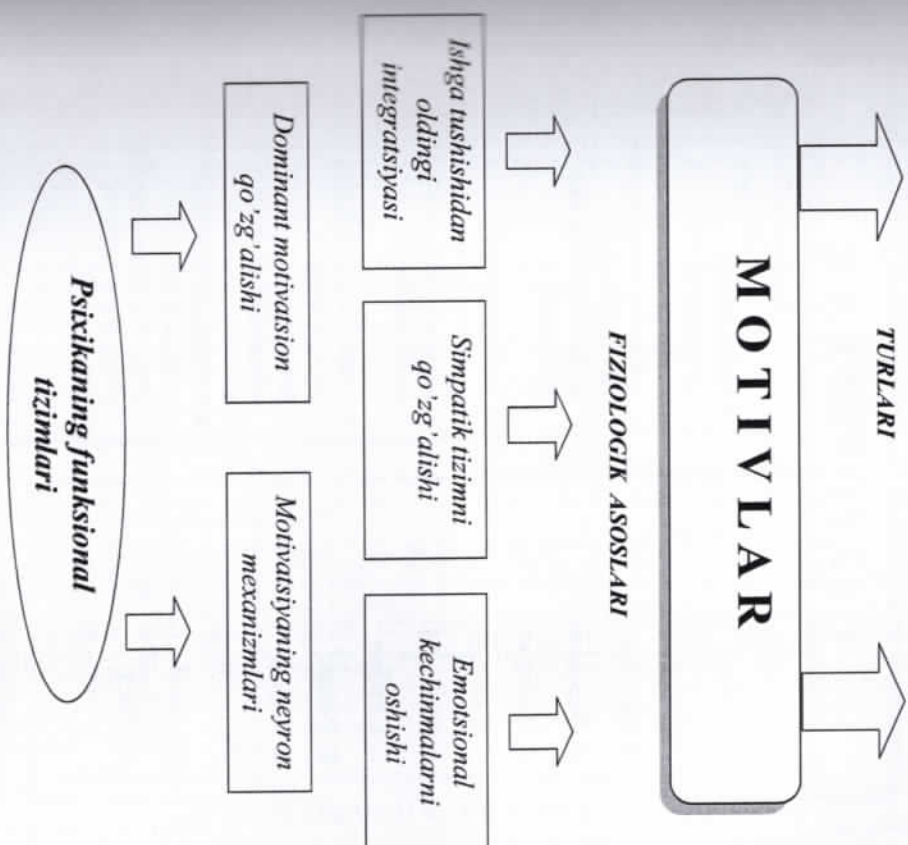 TURLARI
MOTIVLAR
FIZIOLOGIK ASOSLARI
Ishga tushishidan
oldingi
integratsiyasi
Simpatik tizimni
qo'zg'alishi
Emotsional
kechinmalarni
oshishi
Dominant motivatsion
qo'zg'alishi
Motivatsiyaning neyron
mexanizmlari
Psixikaning funksional
tizimlari